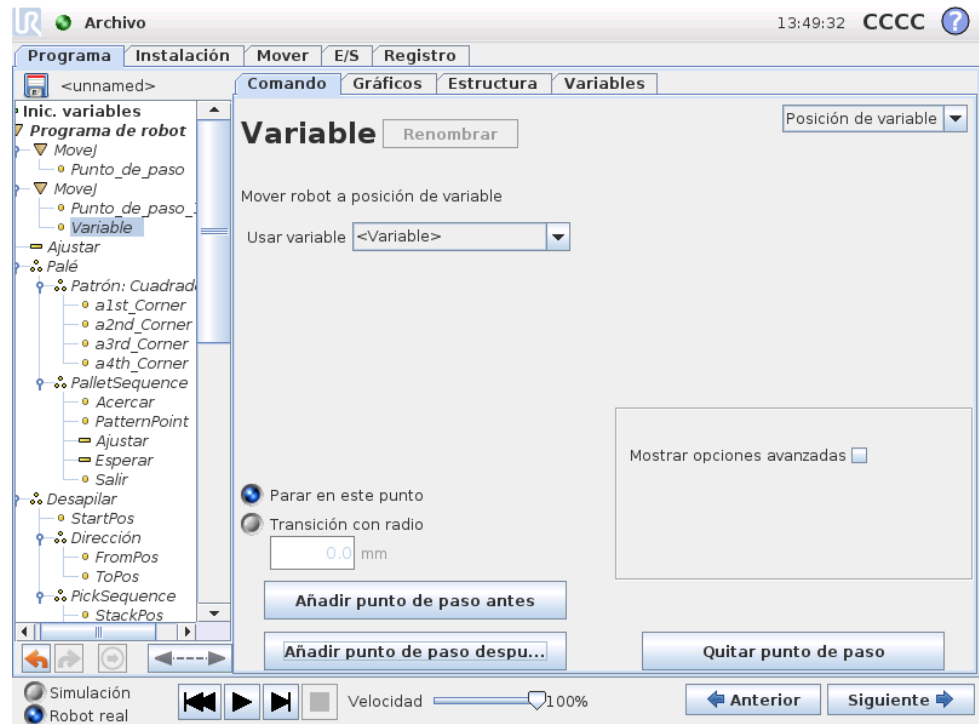 Archivo 13:49:32 CCCC ?
Programa Instalación Mover E/S Registro
<unnamed>
Comando Gráficos Estructura Variables
Inic. variables
Programa de robot
MoveJ
Punto_de_paso
MoveJ
Punto_de_paso_1
Variable
Ajustar
Palé
Patrón: Cuadrado
a1st_Corner
a2nd_Corner
a3rd_Corner
a4th_Corner
PalletSequence
Acercar
PatternPoint
Ajustar
Esperar
Salir
Desapilar
StartPos
Dirección
FromPos
ToPos
PickSequence
StackPos
Variable Renombrar
Posición de variable
Mover robot a posición de variable
Usar variable <Variable>
Mostrar opciones avanzadas
Parar en este punto
Transición con radio
0.0 mm
Añadir punto de paso antes
Añadir punto de paso despu...
Quitar punto de paso
Simulación
Robot real
Velocidad 100%
Anterior Siguiente